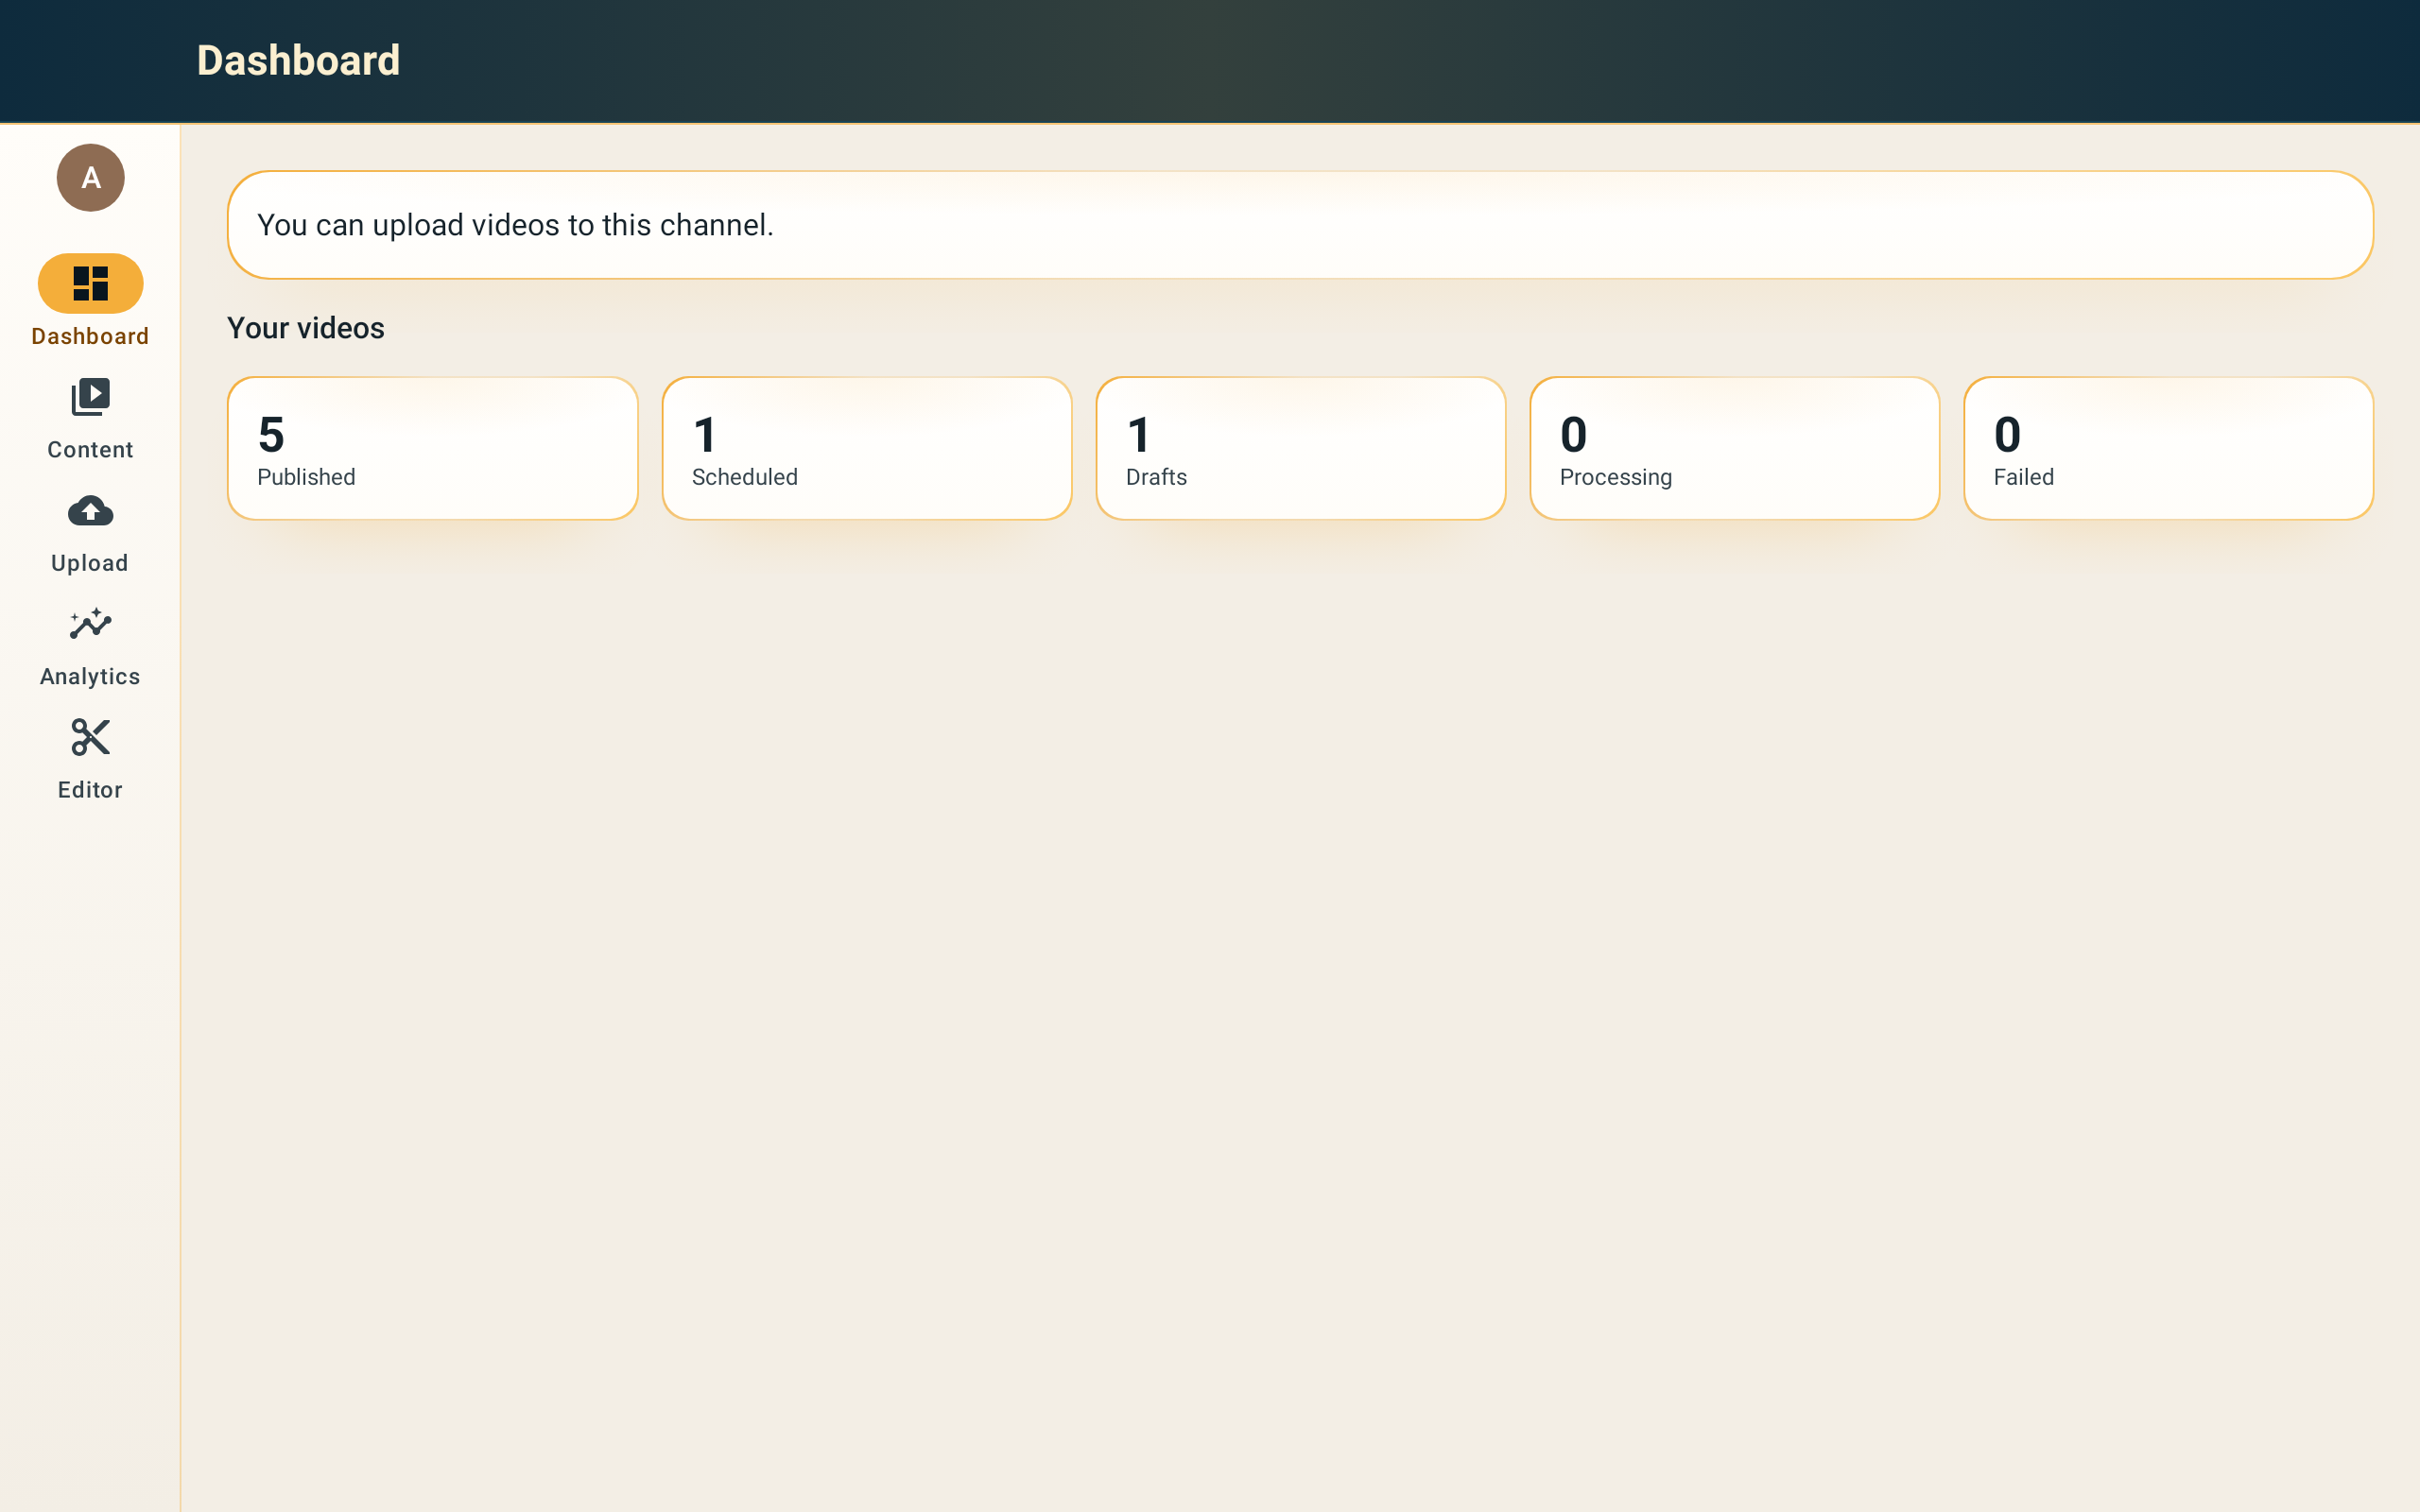 Dashboard
A
Dashboard
Content
Upload
Analytics
Editor
You can upload videos to this channel.
Your videos
5
Published
1
Scheduled
1
Drafts
0
Processing
0
Failed